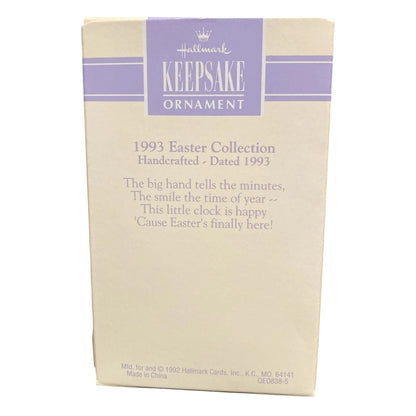 Hallmark
KEEPSAKE
ORNAMENT
1993 Easter Collection
Handcrafted - Dated 1993
The big hand tells the minutes,
The smile the time of year --
This little clock is happy
'Cause Easter's finally here!
Mfd. for and © 1992 Hallmark Cards, Inc., K.C., MO 64141
Made in China
QEO838-5